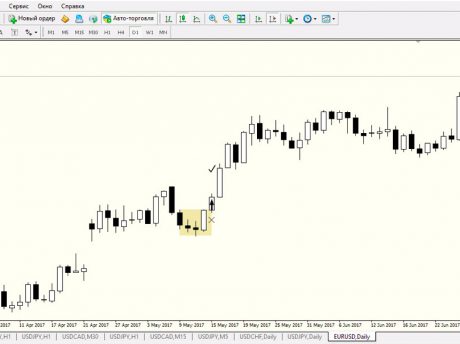 Сервис Окно Справка
Новый ордер Авто-торговля
A T M1 M5 M15 M30 H1 H4 D1 W1 MN
2017 11 Apr 2017 17 Apr 2017 21 Apr 2017 27 Apr 2017 3 May 2017 9 May 2017 15 May 2017 19 May 2017 25 May 2017 31 May 2017 6 Jun 2017 12 Jun 2017 16 Jun 2017 22 Jun 2017
,H1 USDJPY,H1 USDCAD,M30 USDJPY,H1 USDCAD,M15 USDJPY,M5 USDCHF,Daily USDJPY,Daily EURUSD,Daily